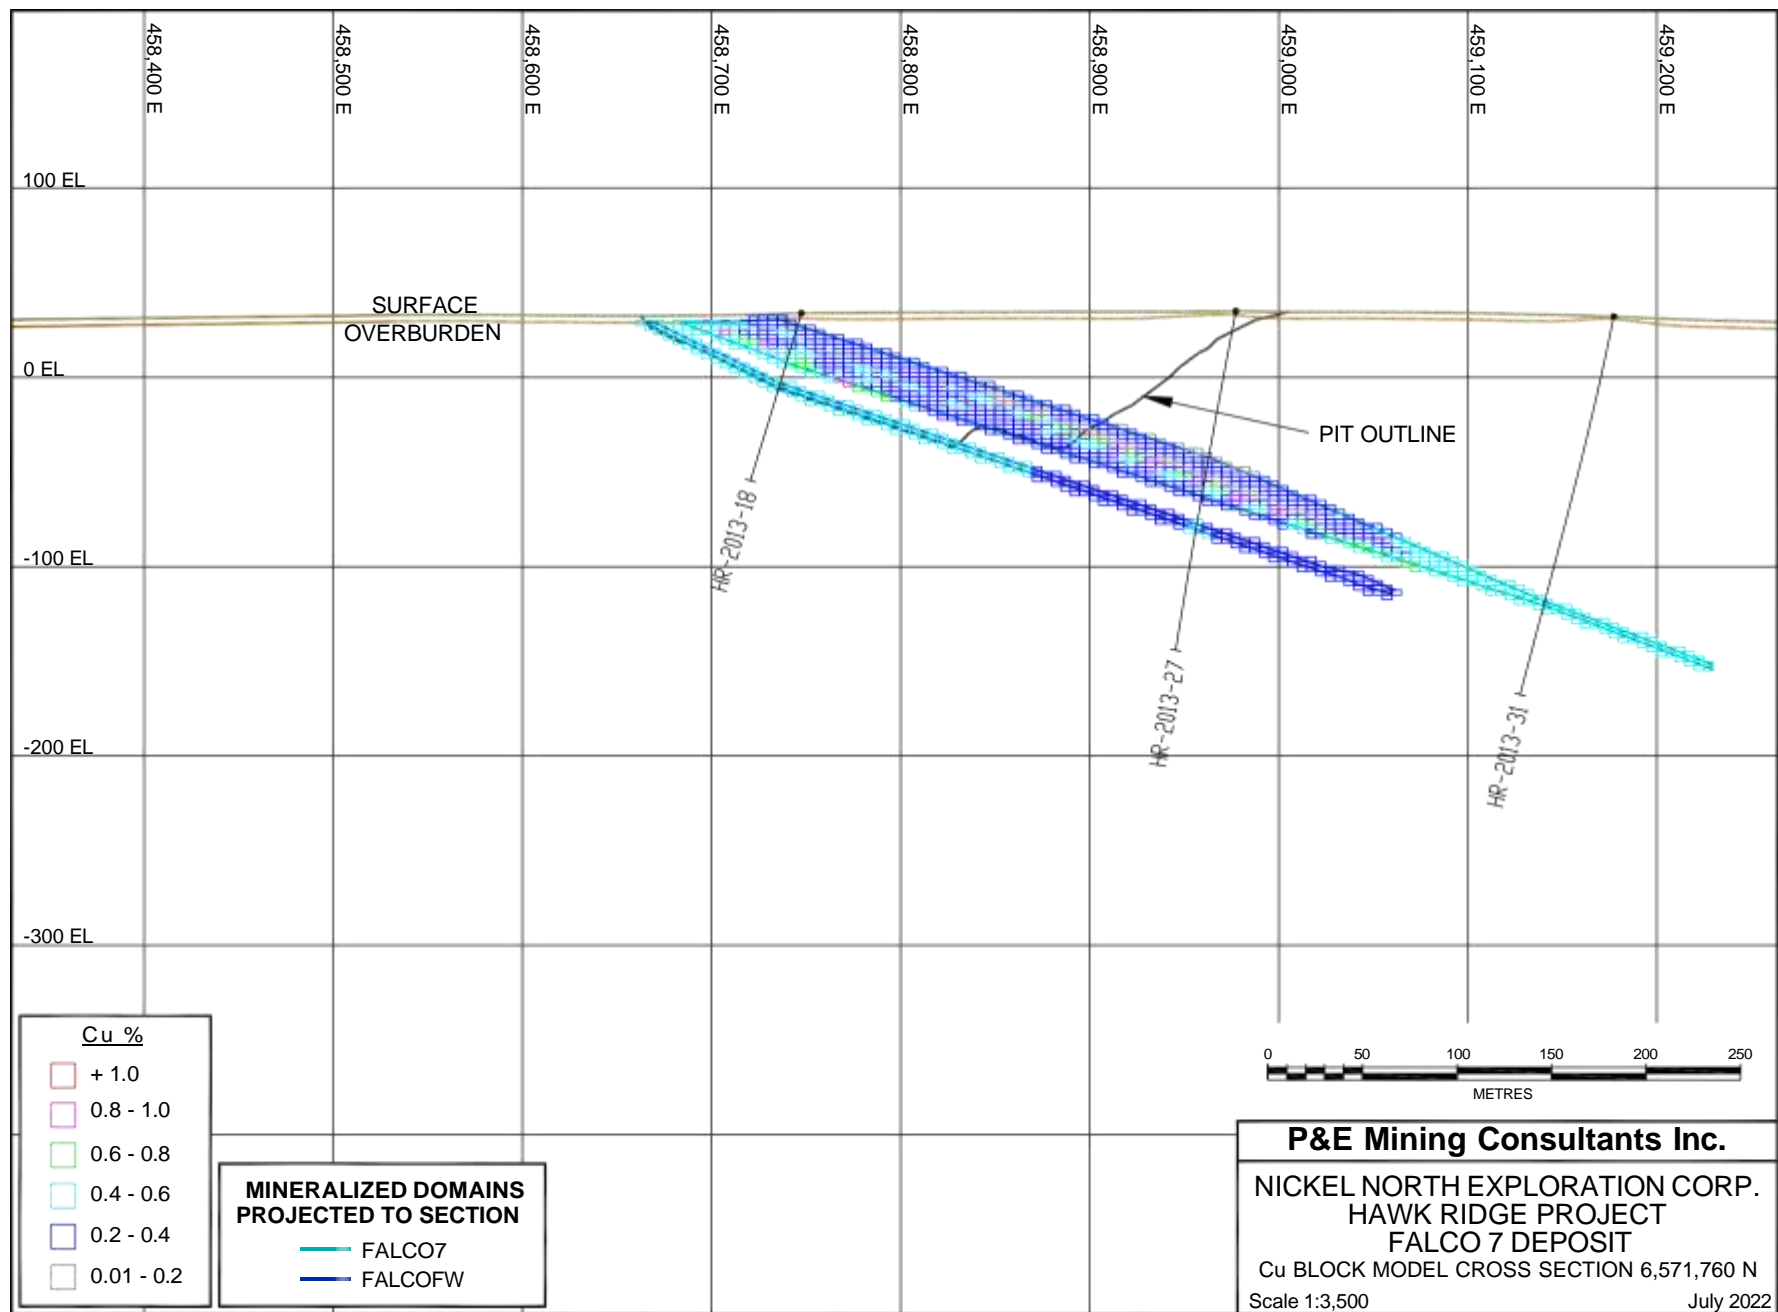 458,400 E
458,500 E
458,600 E
458,700 E
458,800 E
458,900 E
459,000 E
459,100 E
459,200 E
100 EL
SURFACE
OVERBURDEN
0 EL
PIT OUTLINE
HR-2013-18
-100 EL
HR-2013-27
HR-2013-31
-200 EL
-300 EL
Cu %
+ 1.0
0.8 - 1.0
0.6 - 0.8
0.4 - 0.6
0.2 - 0.4
0.01 - 0.2
MINERALIZED DOMAINS
PROJECTED TO SECTION
FALCO7
FALCOFW
0 50 100 150 200 250
METRES
P&E Mining Consultants Inc.
NICKEL NORTH EXPLORATION CORP.
HAWK RIDGE PROJECT
FALCO 7 DEPOSIT
Cu BLOCK MODEL CROSS SECTION 6,571,760 N
Scale 1:3,500 July 2022